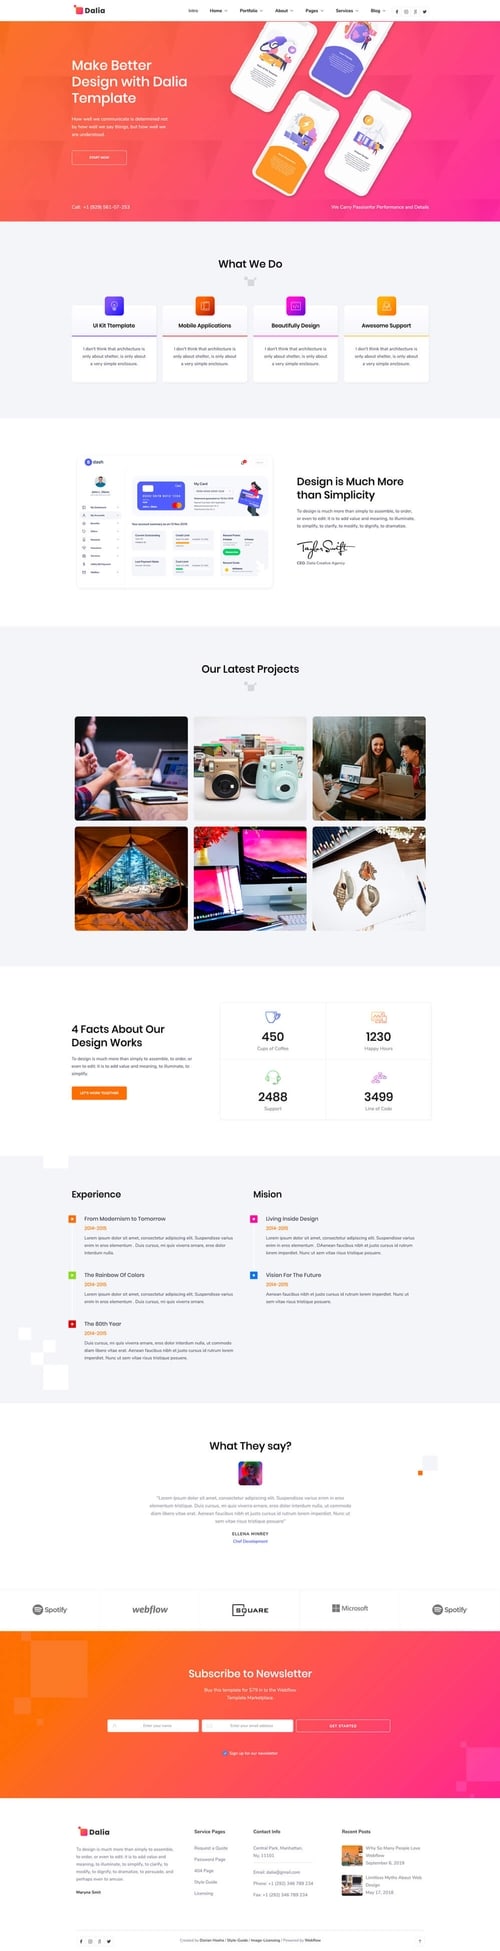 Dalia
Intro Home Portfolio About Pages Services Blog
Make Better
Design with Dalia
Template
How well we communicate is determined not
by how well we say things, but how well we
are understood.
START NOW
Call: +1 (929) 561-07-253
We Carry Passionate Performance and Details
What We Do
UI Kit Ttemplate
I don't think that architecture is
only about shelter, is only about
a very simple enclosure.
Mobile Applications
I don't think that architecture is
only about shelter, is only about
a very simple enclosure.
Beautifully Design
I don't think that architecture is
only about shelter, is only about
a very simple enclosure.
Awesome Support
I don't think that architecture is
only about shelter, is only about
a very simple enclosure.
dash
My Card
Design is Much More
than Simplicity
To design is much more than simply to assemble, to order,
or even to edit: it is to add value and meaning, to illuminate,
to simplify, to clarify, to modify, to dignify, to dramatize.
Taylor Swift
CEO, Dalia Creative Agency
Our Latest Projects
4 Facts About Our
Design Works
To design is much more than simply to assemble, to order, or
even to edit: it is to add value and meaning, to illuminate, to
simplify.
LET'S WORK TOGETHER
450
Cups of Coffee
1230
Happy Hours
2488
Support
3499
Line of Code
Experience
From Modernism to Tomorrow
2014-2015
Lorem ipsum dolor sit amet, consectetur adipiscing elit. Suspendisse varius
enim in eros elementum . Duis cursus, mi quis viverra ornare, eros dolor
interdum nulla.
The Rainbow Of Colors
2014-2015
Lorem ipsum dolor sit amet, consectetur adipiscing elit. Suspendisse varius
enim in eros elementum . Duis cursus, mi quis viverra ornare.
The 80th Year
2014-2015
Duis cursus, mi quis viverra ornare, eros dolor interdum nulla, ut commodo
diam libero vitae erat. Aenean faucibus nibh et justo cursus id rutrum lorem
imperdiet. Nunc ut sem vitae risus tristique posuere.
Mision
Living Inside Design
2014-2015
Lorem ipsum dolor sit amet, consectetur adipiscing elit. Suspendisse varius
enim in eros elementum . DAenean faucibus nibh et justo cursus id rutrum
lorem imperdiet. Nunc ut sem vitae risus tristique posuere.
Vision For The Future
2014-2015
Aenean faucibus nibh et justo cursus id rutrum lorem imperdiet. Nunc ut sem
vitae risus tristique posuere.
What They say?
"Lorem ipsum dolor sit amet, consectetur adipiscing elit. Suspendisse varius enim in eros
elementum tristique. Duis cursus, mi quis viverra ornare, eros dolor interdum nulla, ut commodo
diam libero vitae erat. Aenean faucibus nibh et justo cursus id rutrum lorem imperdiet. Nunc ut
sem vitae risus tristique posuere"
ELLENA MINREY
Chef Development
Spotify
webflow
SQUARE
Microsoft
Spotify
Subscribe to Newsletter
Buy this template for $79 in to the Webflow
Template Marketplace.
Enter your name
Enter your email address
GET STARTED
Sign up for our newsletter
Dalia
To design is much more than simply to assemble,
to order, or even to edit: it is to add value and
meaning, to illuminate, to simplify, to clarify, to
modify, to dignify, to dramatize, to persuade, and
perhaps even to amuse.
Maryna Smit
Service Pages
Request a Quote
Password Page
404 Page
Style Guide
Licensing
Contact Info
Central Park, Manhattan,
Ny, 11101
Email: dalia@gmail.com
Phone: +1 (292) 346 789 234
Fax: +1 (292) 346 789 234
Recent Posts
Why So Many People Love
Webflow
September 6, 2019
Limitless Myths About Web
Design
May 17, 2018